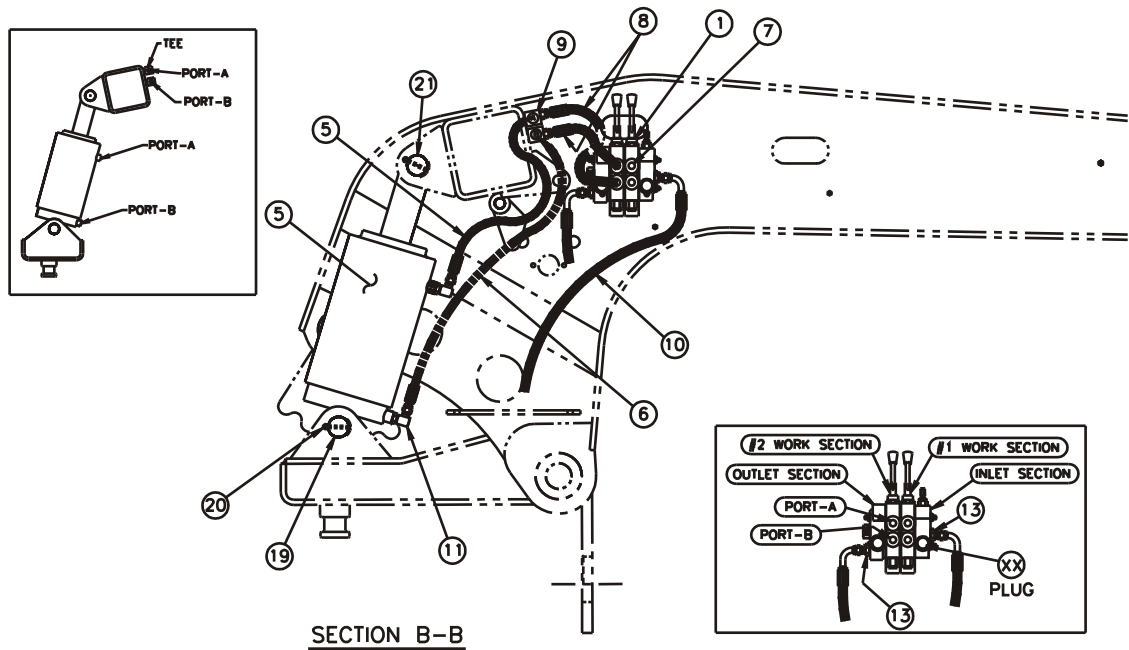 TEE
PORT-A
PORT-B
PORT-A
PORT-B
8
1
7
9
21
5
5
10
6
20
19
11
SECTION B-B
#2 WORK SECTION
#1 WORK SECTION
OUTLET SECTION
INLET SECTION
PORT-A
13
PORT-B
XX
PLUG
13